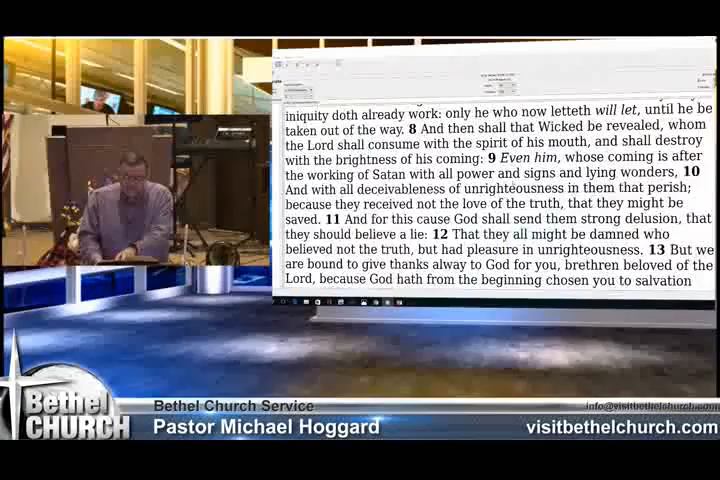 iniquity doth already work: only he who now letteth will let, until he be
taken out of the way. 8 And then shall that Wicked be revealed, whom
the Lord shall consume with the spirit of his mouth, and shall destroy
with the brightness of his coming: 9 Even him, whose coming is after
the working of Satan with all power and signs and lying wonders, 10
And with all deceivableness of unrighteousness in them that perish;
because they received not the love of the truth, that they might be
saved. 11 And for this cause God shall send them strong delusion, that
they should believe a lie: 12 That they all might be damned who
believed not the truth, but had pleasure in unrighteousness. 13 But we
are bound to give thanks alway to God for you, brethren beloved of the
Lord, because God hath from the beginning chosen you to salvation
Bethel
CHURCH
Bethel Church Service
info@visitbethelchurch.com
Pastor Michael Hoggard
visitbethelchurch.com